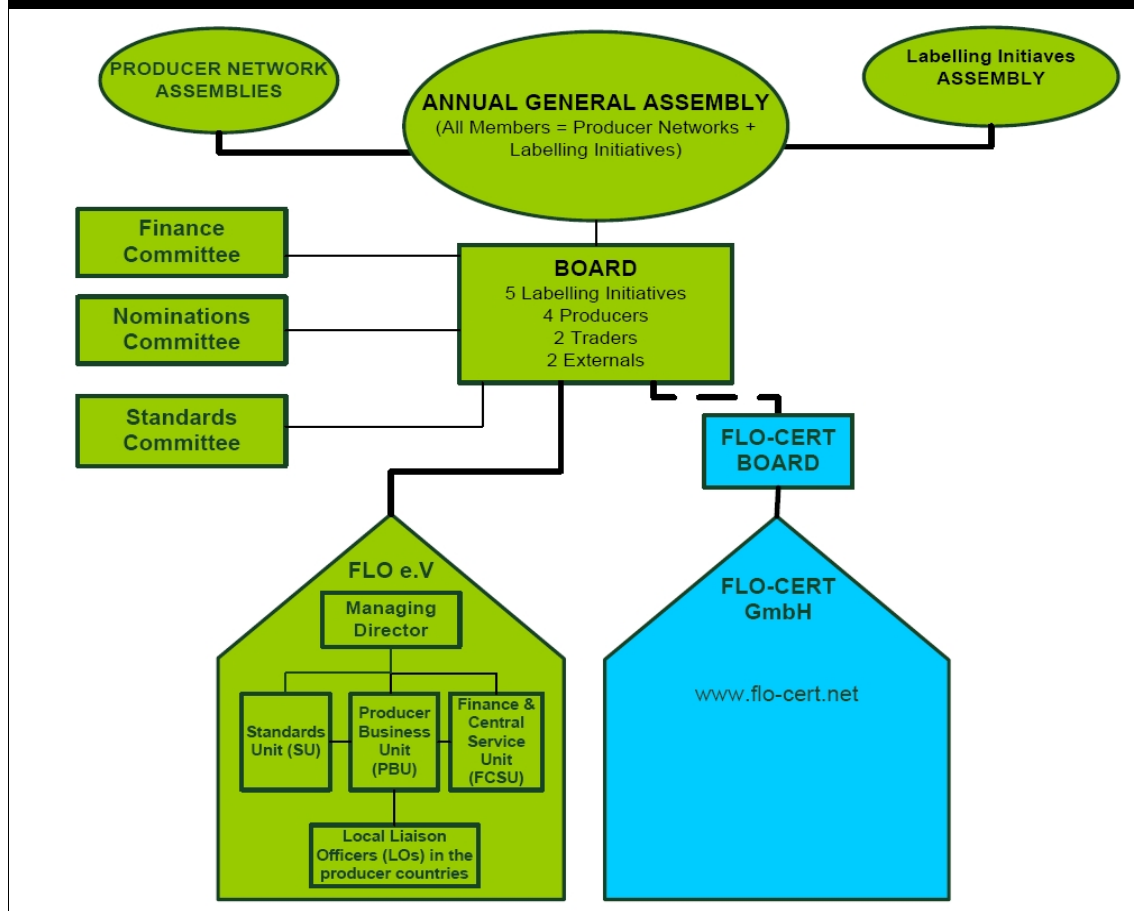 PRODUCER NETWORK
ASSEMBLIES
ANNUAL GENERAL ASSEMBLY
(All Members = Producer Networks +
Labelling Initiatives)
Labelling Initiaves
ASSEMBLY
Finance
Committee
Nominations
Committee
Standards
Committee
BOARD
5 Labelling Initiatives
4 Producers
2 Traders
2 Externals
FLO-CERT
BOARD
FLO e.V
Managing
Director
Standards
Unit (SU)
Producer
Business
Unit
(PBU)
Finance &
Central
Service
Unit
(FCSU)
Local Liaison
Officers (LOs) in the
producer countries
FLO-CERT
GmbH
www.flo-cert.net